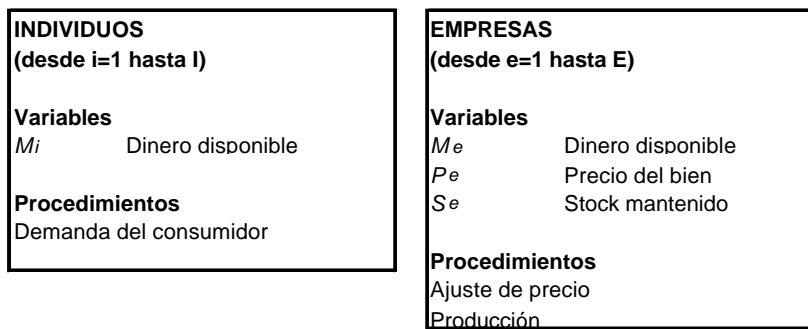 INDIVIDUOS
(desde i=1 hasta I)
Variables
Mi Dinero disponible
Procedimientos
Demanda del consumidor
EMPRESAS
(desde e=1 hasta E)
Variables
Me Dinero disponible
Pe Precio del bien
Se Stock mantenido
Procedimientos
Ajuste de precio
Producción